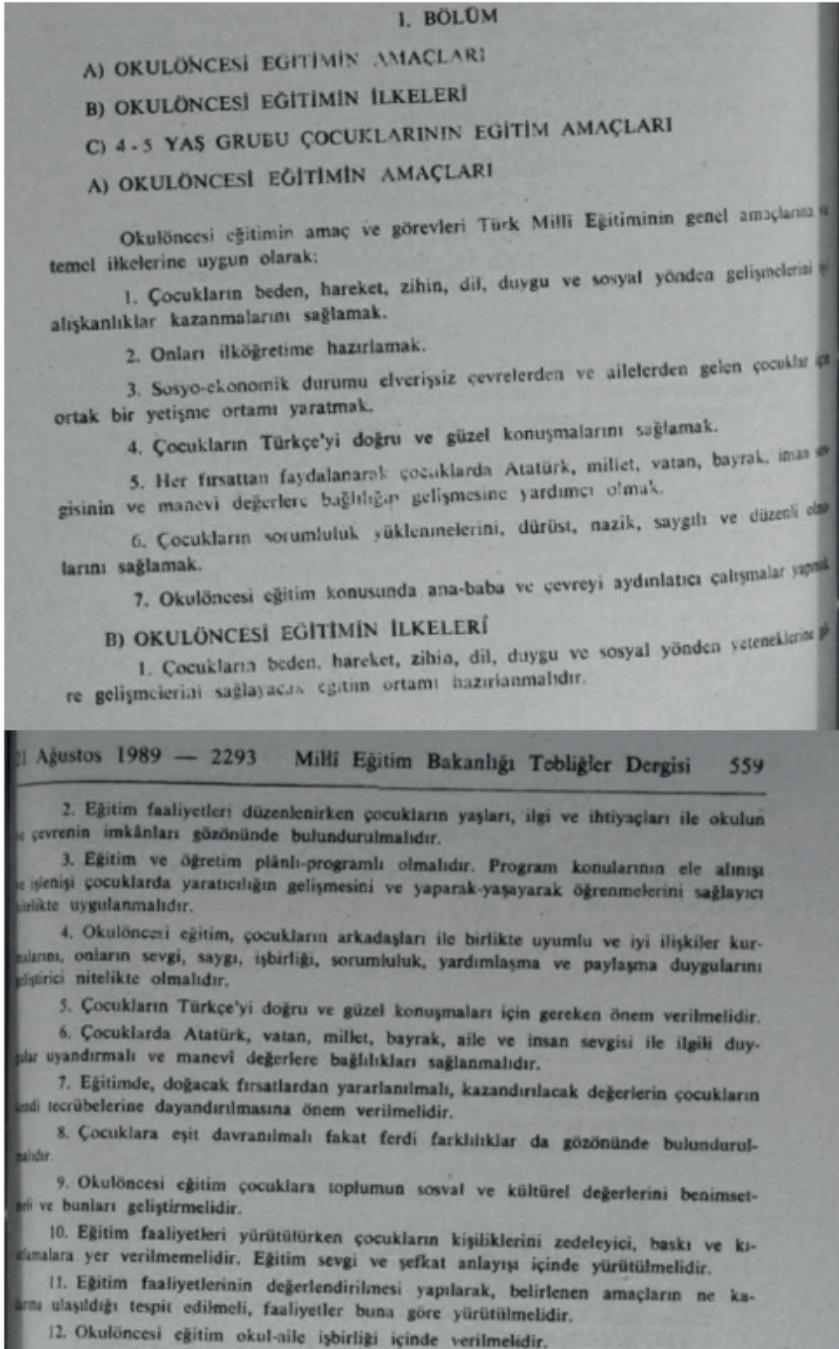 I. BÖLÜM
A) OKULÖNCESİ EĞİTİMİN AMAÇLARI
B) OKULÖNCESİ EĞİTİMİN İLKELERİ
C) 4 - 5 YAŞ GRUBU ÇOCUKLARININ EĞİTİM AMAÇLARI
A) OKULÖNCESİ EĞİTİMİN AMAÇLARI
Okulöncesi eğitimin amaç ve görevleri Türk Millî Eğitiminin genel amaçlarına ve
temel ilkelerine uygun olarak;
1. Çocukların beden, hareket, zihin, dil, duygu ve sosyal yönden gelişmelerini
alışkanlıklar kazanmalarını sağlamak.
2. Onları ilköğretime hazırlamak.
3. Sosyo-ekonomik durumu elverişsiz çevrelerden ve ailelerden gelen çocuklar için
ortak bir yetişme ortamı yaratmak.
4. Çocukların Türkçe'yi doğru ve güzel konuşmalarını sağlamak.
5. Her fırsattan faydalanarak çocuklarda Atatürk, millet, vatan, bayrak, insan sev-
gisinin ve manevi değerlere bağlılığın gelişmesine yardımcı olmak.
6. Çocukların sorumluluk yüklenmelerini, dürüst, nazik, saygılı ve düzenli olma-
larını sağlamak.
7. Okulöncesi eğitim konusunda ana-baba ve çevreyi aydınlatıcı çalışmalar yapmak
B) OKULÖNCESİ EĞİTİMİN İLKELERİ
1. Çocukların beden, hareket, zihin, dil, duygu ve sosyal yönden yeteneklerine gö-
re gelişmelerini sağlayacak eğitim ortamı hazırlanmalıdır.
21 Ağustos 1989 — 2293 Millî Eğitim Bakanlığı Tebliğler Dergisi 559
2. Eğitim faaliyetleri düzenlenirken çocukların yaşları, ilgi ve ihtiyaçları ile okulun
ve çevrenin imkânları gözönünde bulundurulmalıdır.
3. Eğitim ve öğretim plânlı-programlı olmalıdır. Program konularının ele alınışı
ve işlenişi çocuklarda yaratıcılığın gelişmesini ve yaparak-yaşayarak öğrenmelerini sağlayıcı
nitelikte uygulanmalıdır.
4. Okulöncesi eğitim, çocukların arkadaşları ile birlikte uyumlu ve iyi ilişkiler kur-
malarını, onların sevgi, saygı, işbirliği, sorumluluk, yardımlaşma ve paylaşma duygularını
geliştirici nitelikte olmalıdır.
5. Çocukların Türkçe'yi doğru ve güzel konuşmaları için gereken önem verilmelidir.
6. Çocuklarda Atatürk, vatan, millet, bayrak, aile ve insan sevgisi ile ilgili duy-
gular uyandırmalı ve manevî değerlere bağlılıkları sağlanmalıdır.
7. Eğitimde, doğacak fırsatlardan yararlanılmalı, kazandırılacak değerlerin çocukların
kendi tecrübelerine dayandırılmasına önem verilmelidir.
8. Çocuklara eşit davranılmalı fakat ferdi farklılıklar da gözönünde bulundurul-
malıdır.
9. Okulöncesi eğitim çocuklara toplumun sosyal ve kültürel değerlerini benimset-
meli ve bunları geliştirmelidir.
10. Eğitim faaliyetleri yürütülürken çocukların kişiliklerini zedeleyici, baskı ve kı-
sıtlamalara yer verilmemelidir. Eğitim sevgi ve şefkat anlayışı içinde yürütülmelidir.
11. Eğitim faaliyetlerinin değerlendirilmesi yapılarak, belirlenen amaçların ne ka-
darına ulaşıldığı tespit edilmeli, faaliyetler buna göre yürütülmelidir.
12. Okulöncesi eğitim okul-aile işbirliği içinde verilmelidir.